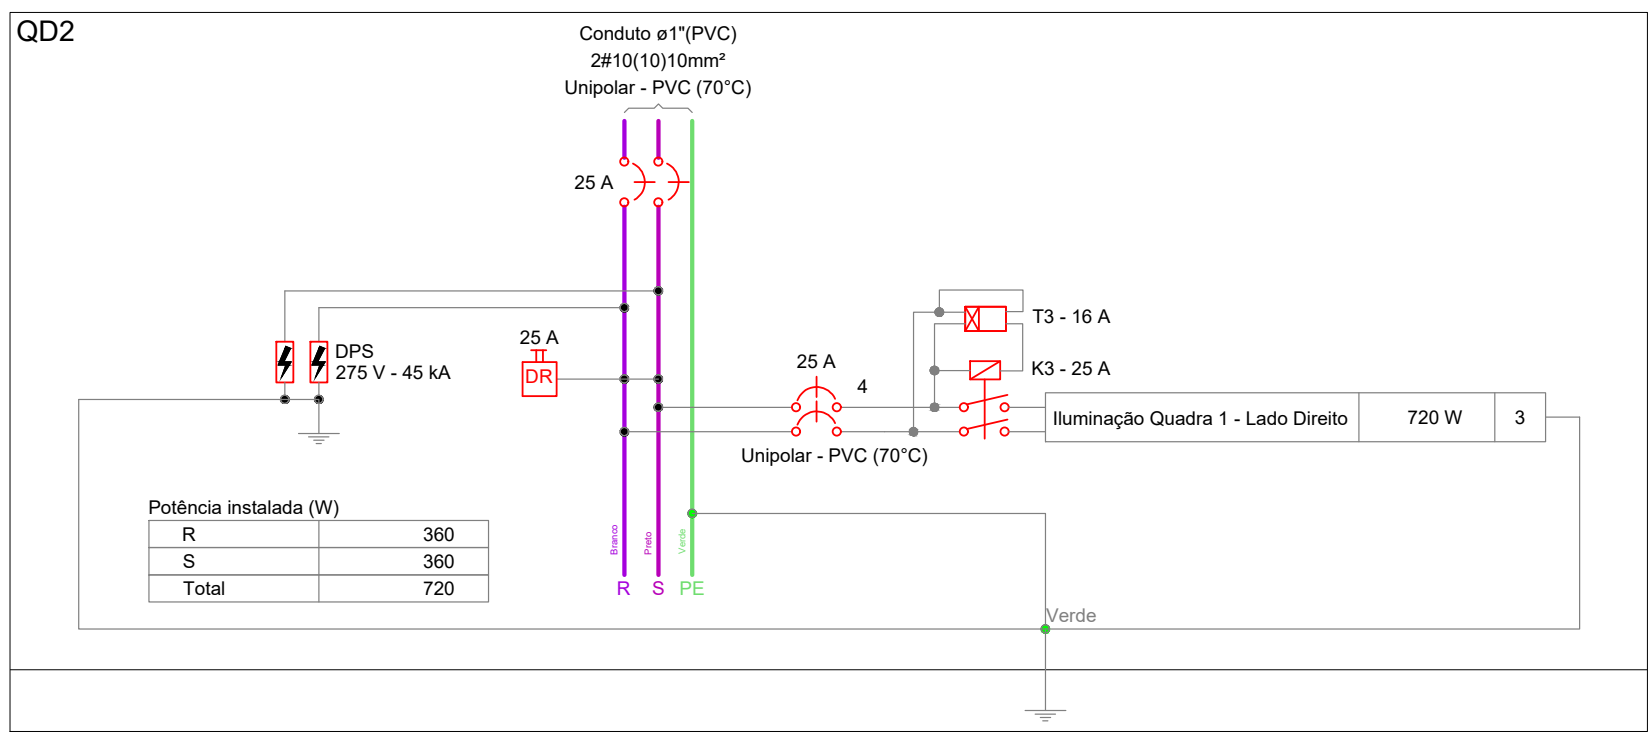 QD2
Conduto ø1"(PVC)
2#10(10)10mm²
Unipolar - PVC (70°C)
25 A
DPS
275 V - 45 kA
25 A
DR
25 A
4
T3 - 16 A
K3 - 25 A
Iluminação Quadra 1 - Lado Direito 720 W 3
Unipolar - PVC (70°C)
Potência instalada (W)
R 360
S 360
Total 720
Branco
Preto
Verde
R S PE
Verde